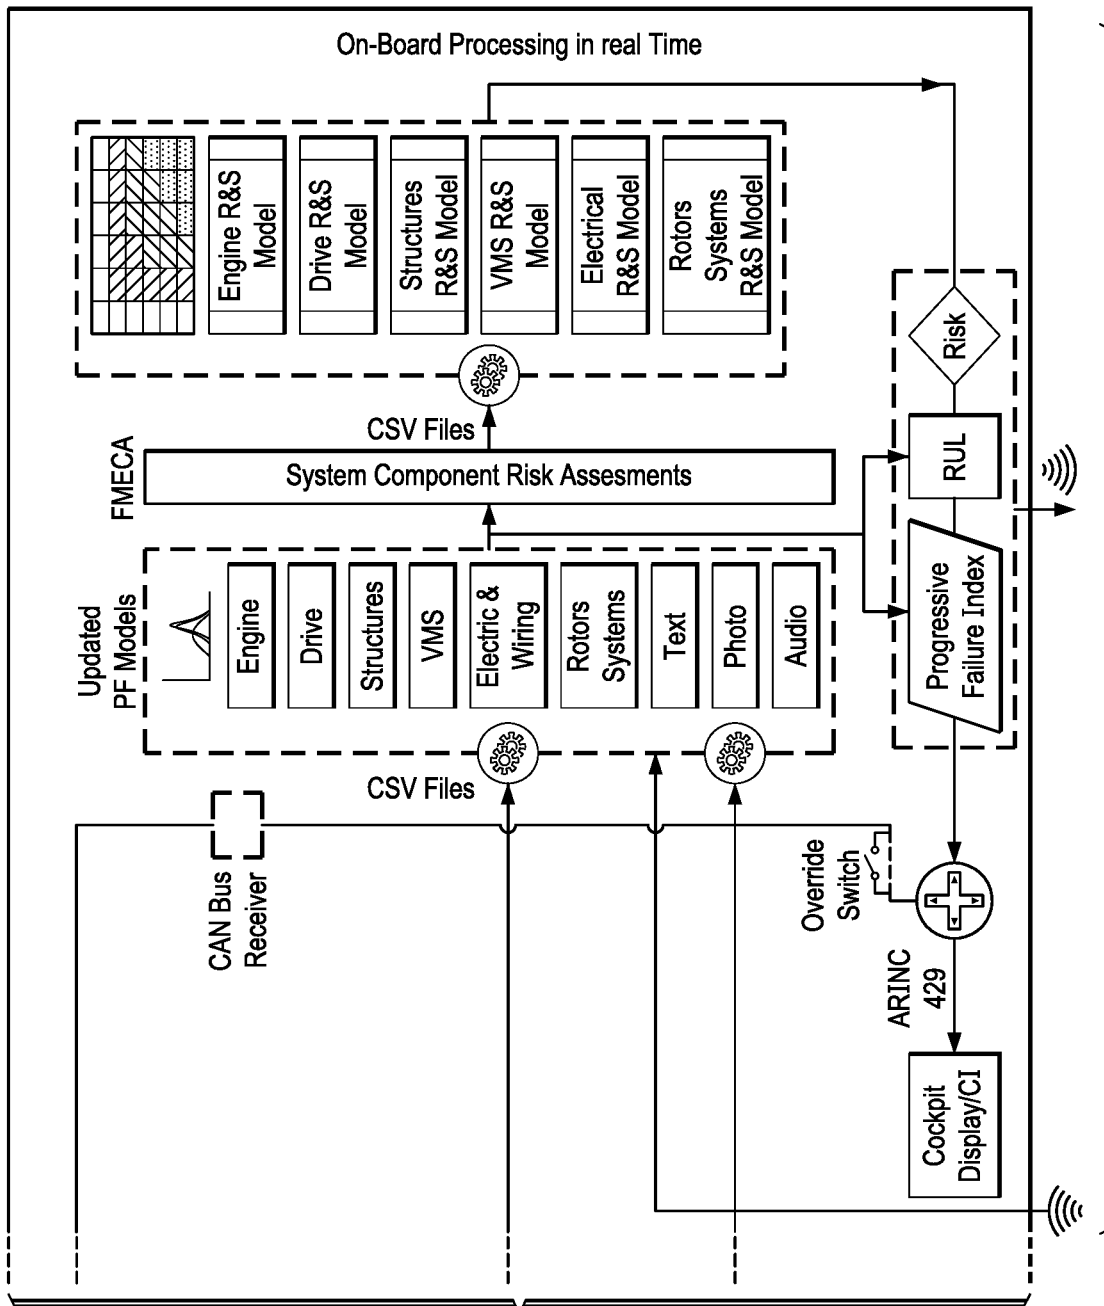 On-Board Processing in real Time
Engine R&S
Model
Drive R&S
Model
Structures
R&S Model
VMS R&S
Model
Electrical
R&S Model
Rotors
Systems
R&S Model
Risk
CSV Files
FMECA
System Component Risk Assesments
RUL
Updated
PF Models
Engine
Drive
Structures
VMS
Electric &
Wiring
Rotors
Systems
Text
Photo
Audio
Progressive
Failure Index
CSV Files
CAN Bus
Receiver
Override
Switch
ARINC
429
Cockpit
Display/CI